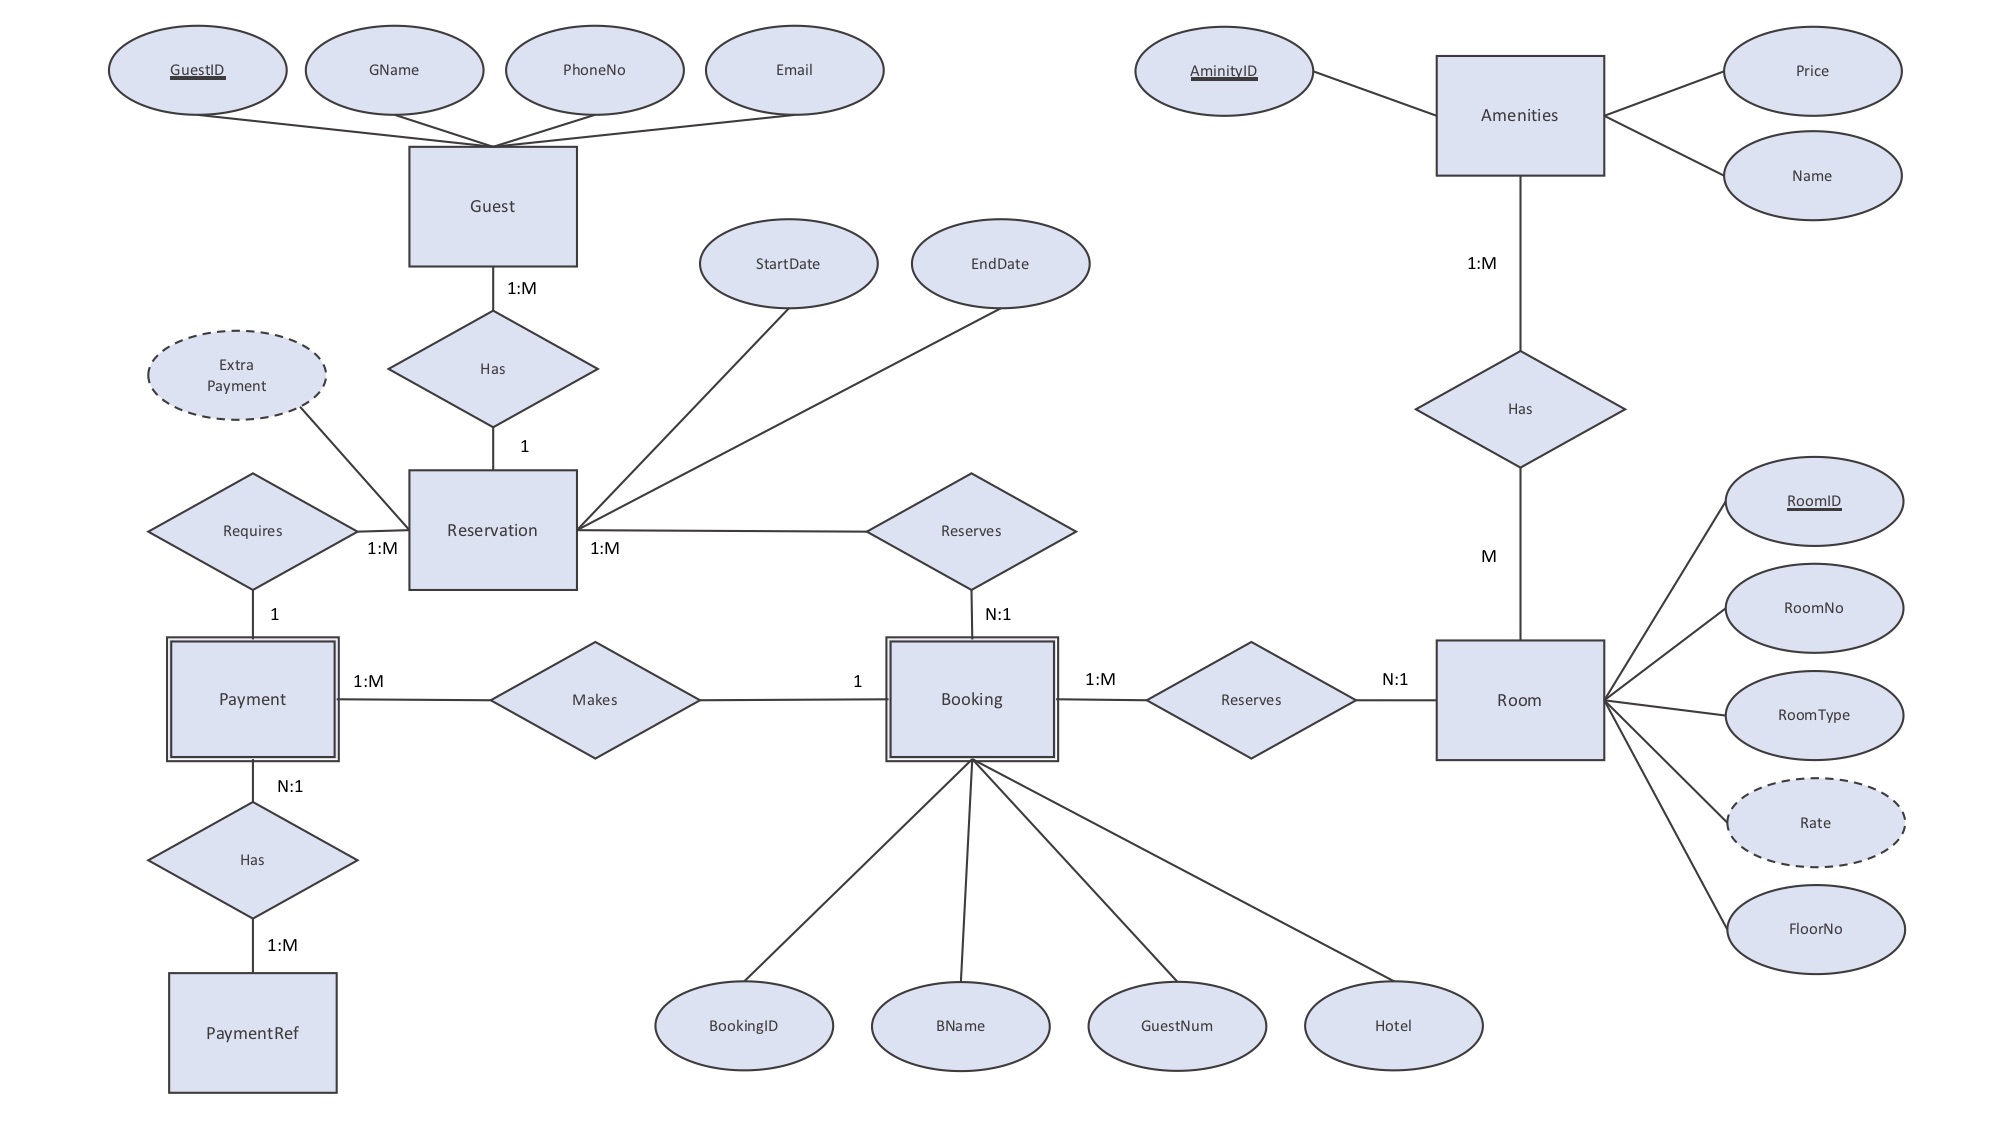 GuestID
GName
PhoneNo
Email
AminityID
Amenities
Price
Name
Guest
1:M
StartDate
EndDate
1:M
Extra
Payment
Has
Has
1
Requires
1:M
Reservation
1:M
Reserves
RoomID
M
1
N:1
RoomNo
Payment
1:M
Makes
1
Booking
1:M
Reserves
N:1
Room
RoomType
N:1
Rate
Has
1:M
FloorNo
PaymentRef
BookingID
BName
GuestNum
Hotel